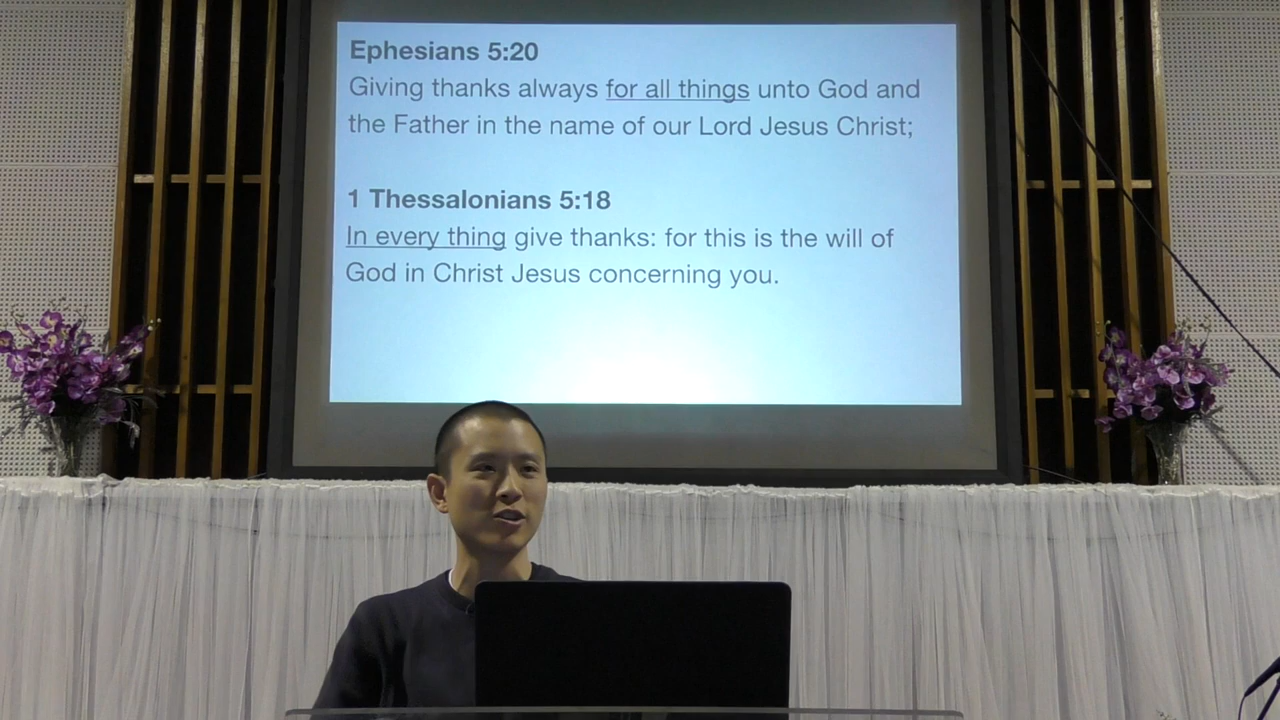 Ephesians 5:20
Giving thanks always for all things unto God and
the Father in the name of our Lord Jesus Christ;
1 Thessalonians 5:18
In every thing give thanks: for this is the will of
God in Christ Jesus concerning you.